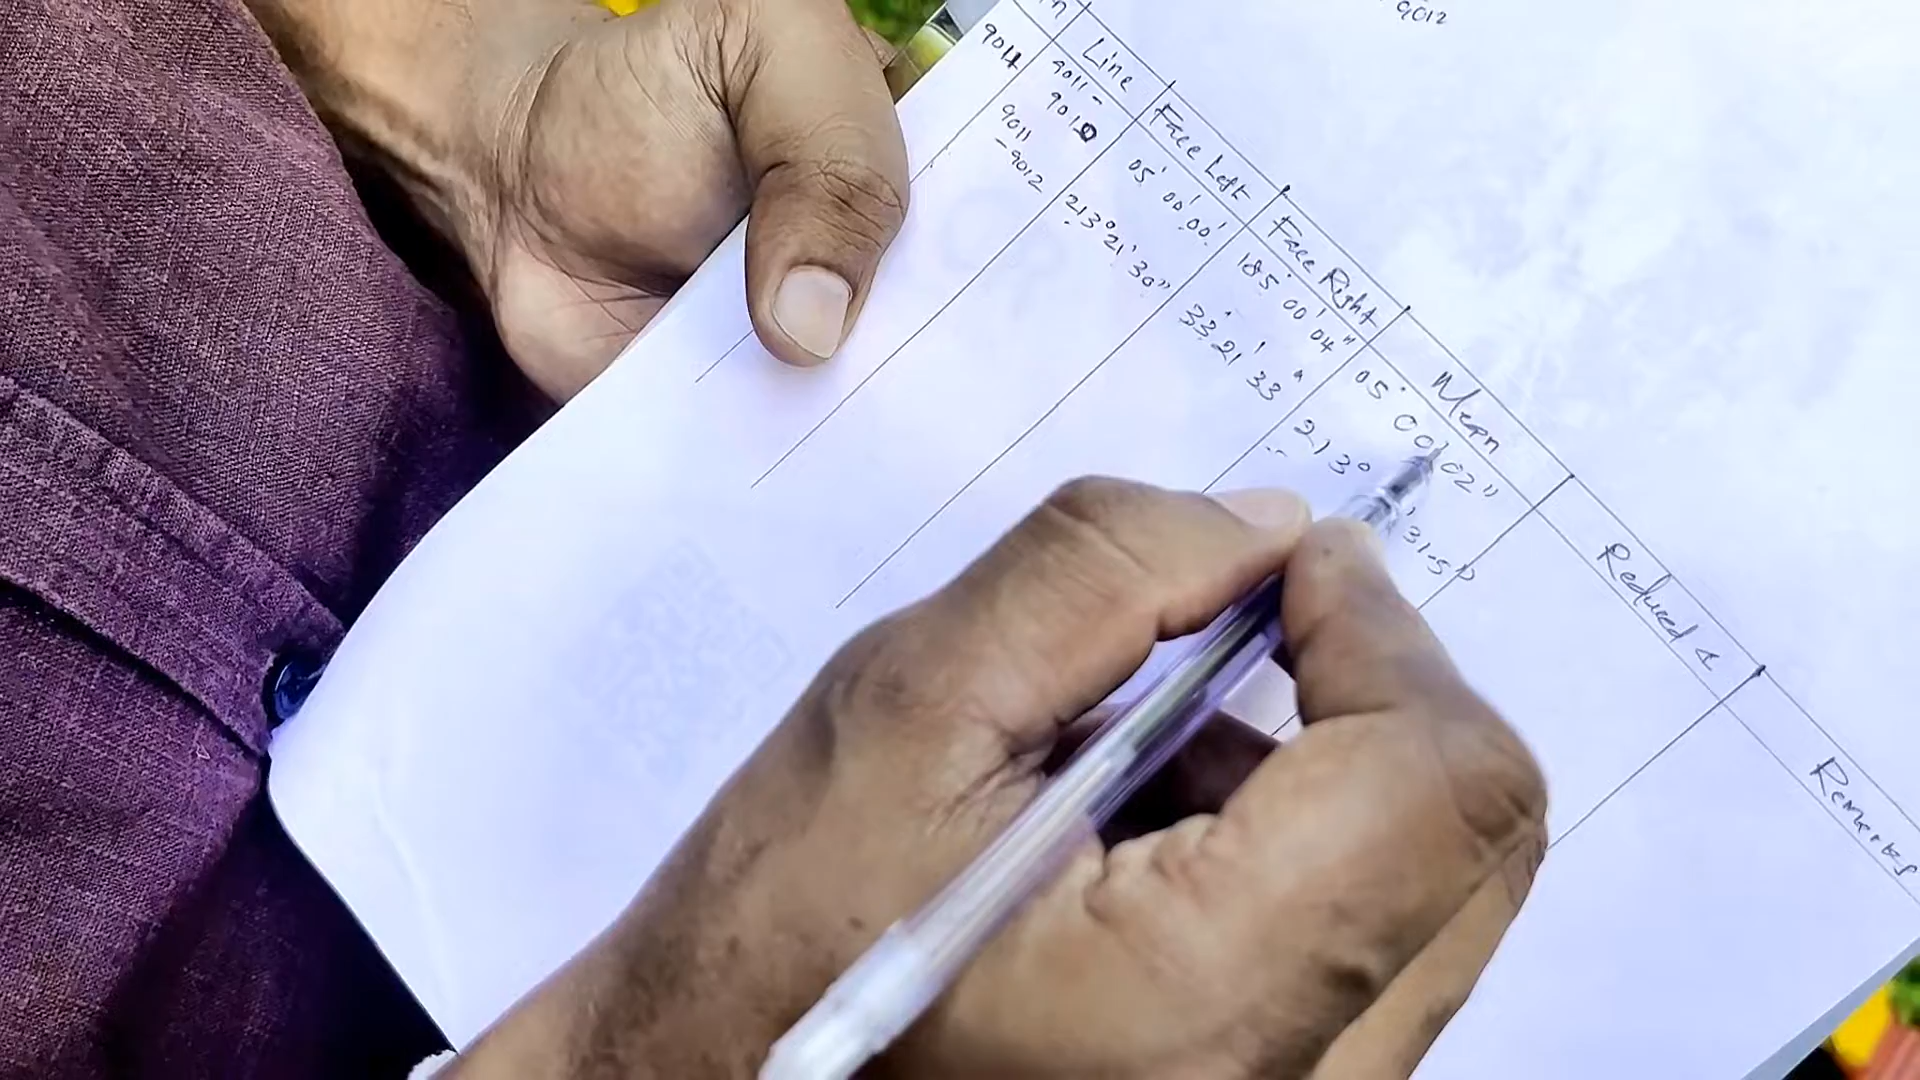 9012
Line Face Left Face Right Mean Reduced ∠ Remarks
9011 9011-
9010 05° 00' 00" 185° 00' 04" 05° 00' 02"
9011
-9012 213° 21' 30" 33° 21' 33" 213° ' 31.5"